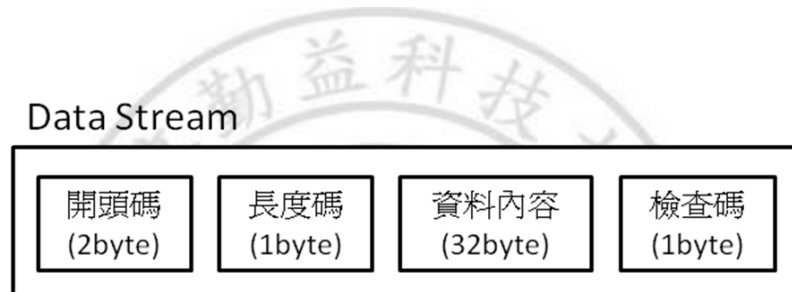 勤益科技大
Data Stream
開頭碼
(2byte)
長度碼
(1byte)
資料內容
(32byte)
檢查碼
(1byte)